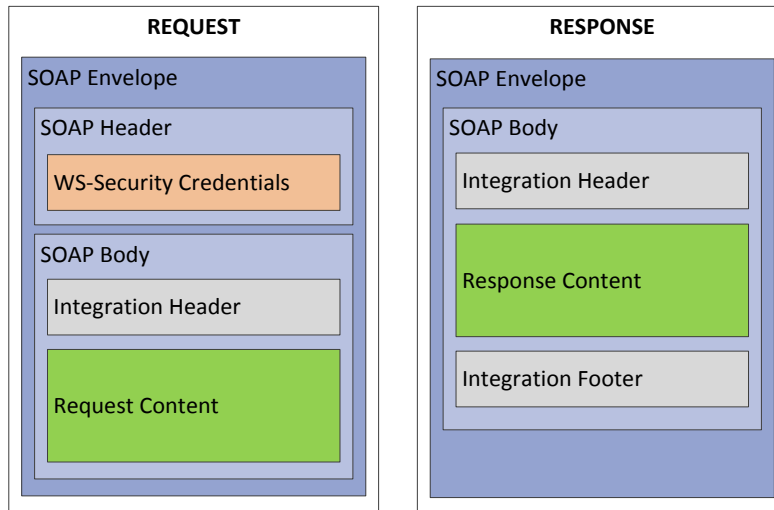 REQUEST
SOAP Envelope
SOAP Header
WS-Security Credentials
SOAP Body
Integration Header
Request Content
RESPONSE
SOAP Envelope
SOAP Body
Integration Header
Response Content
Integration Footer